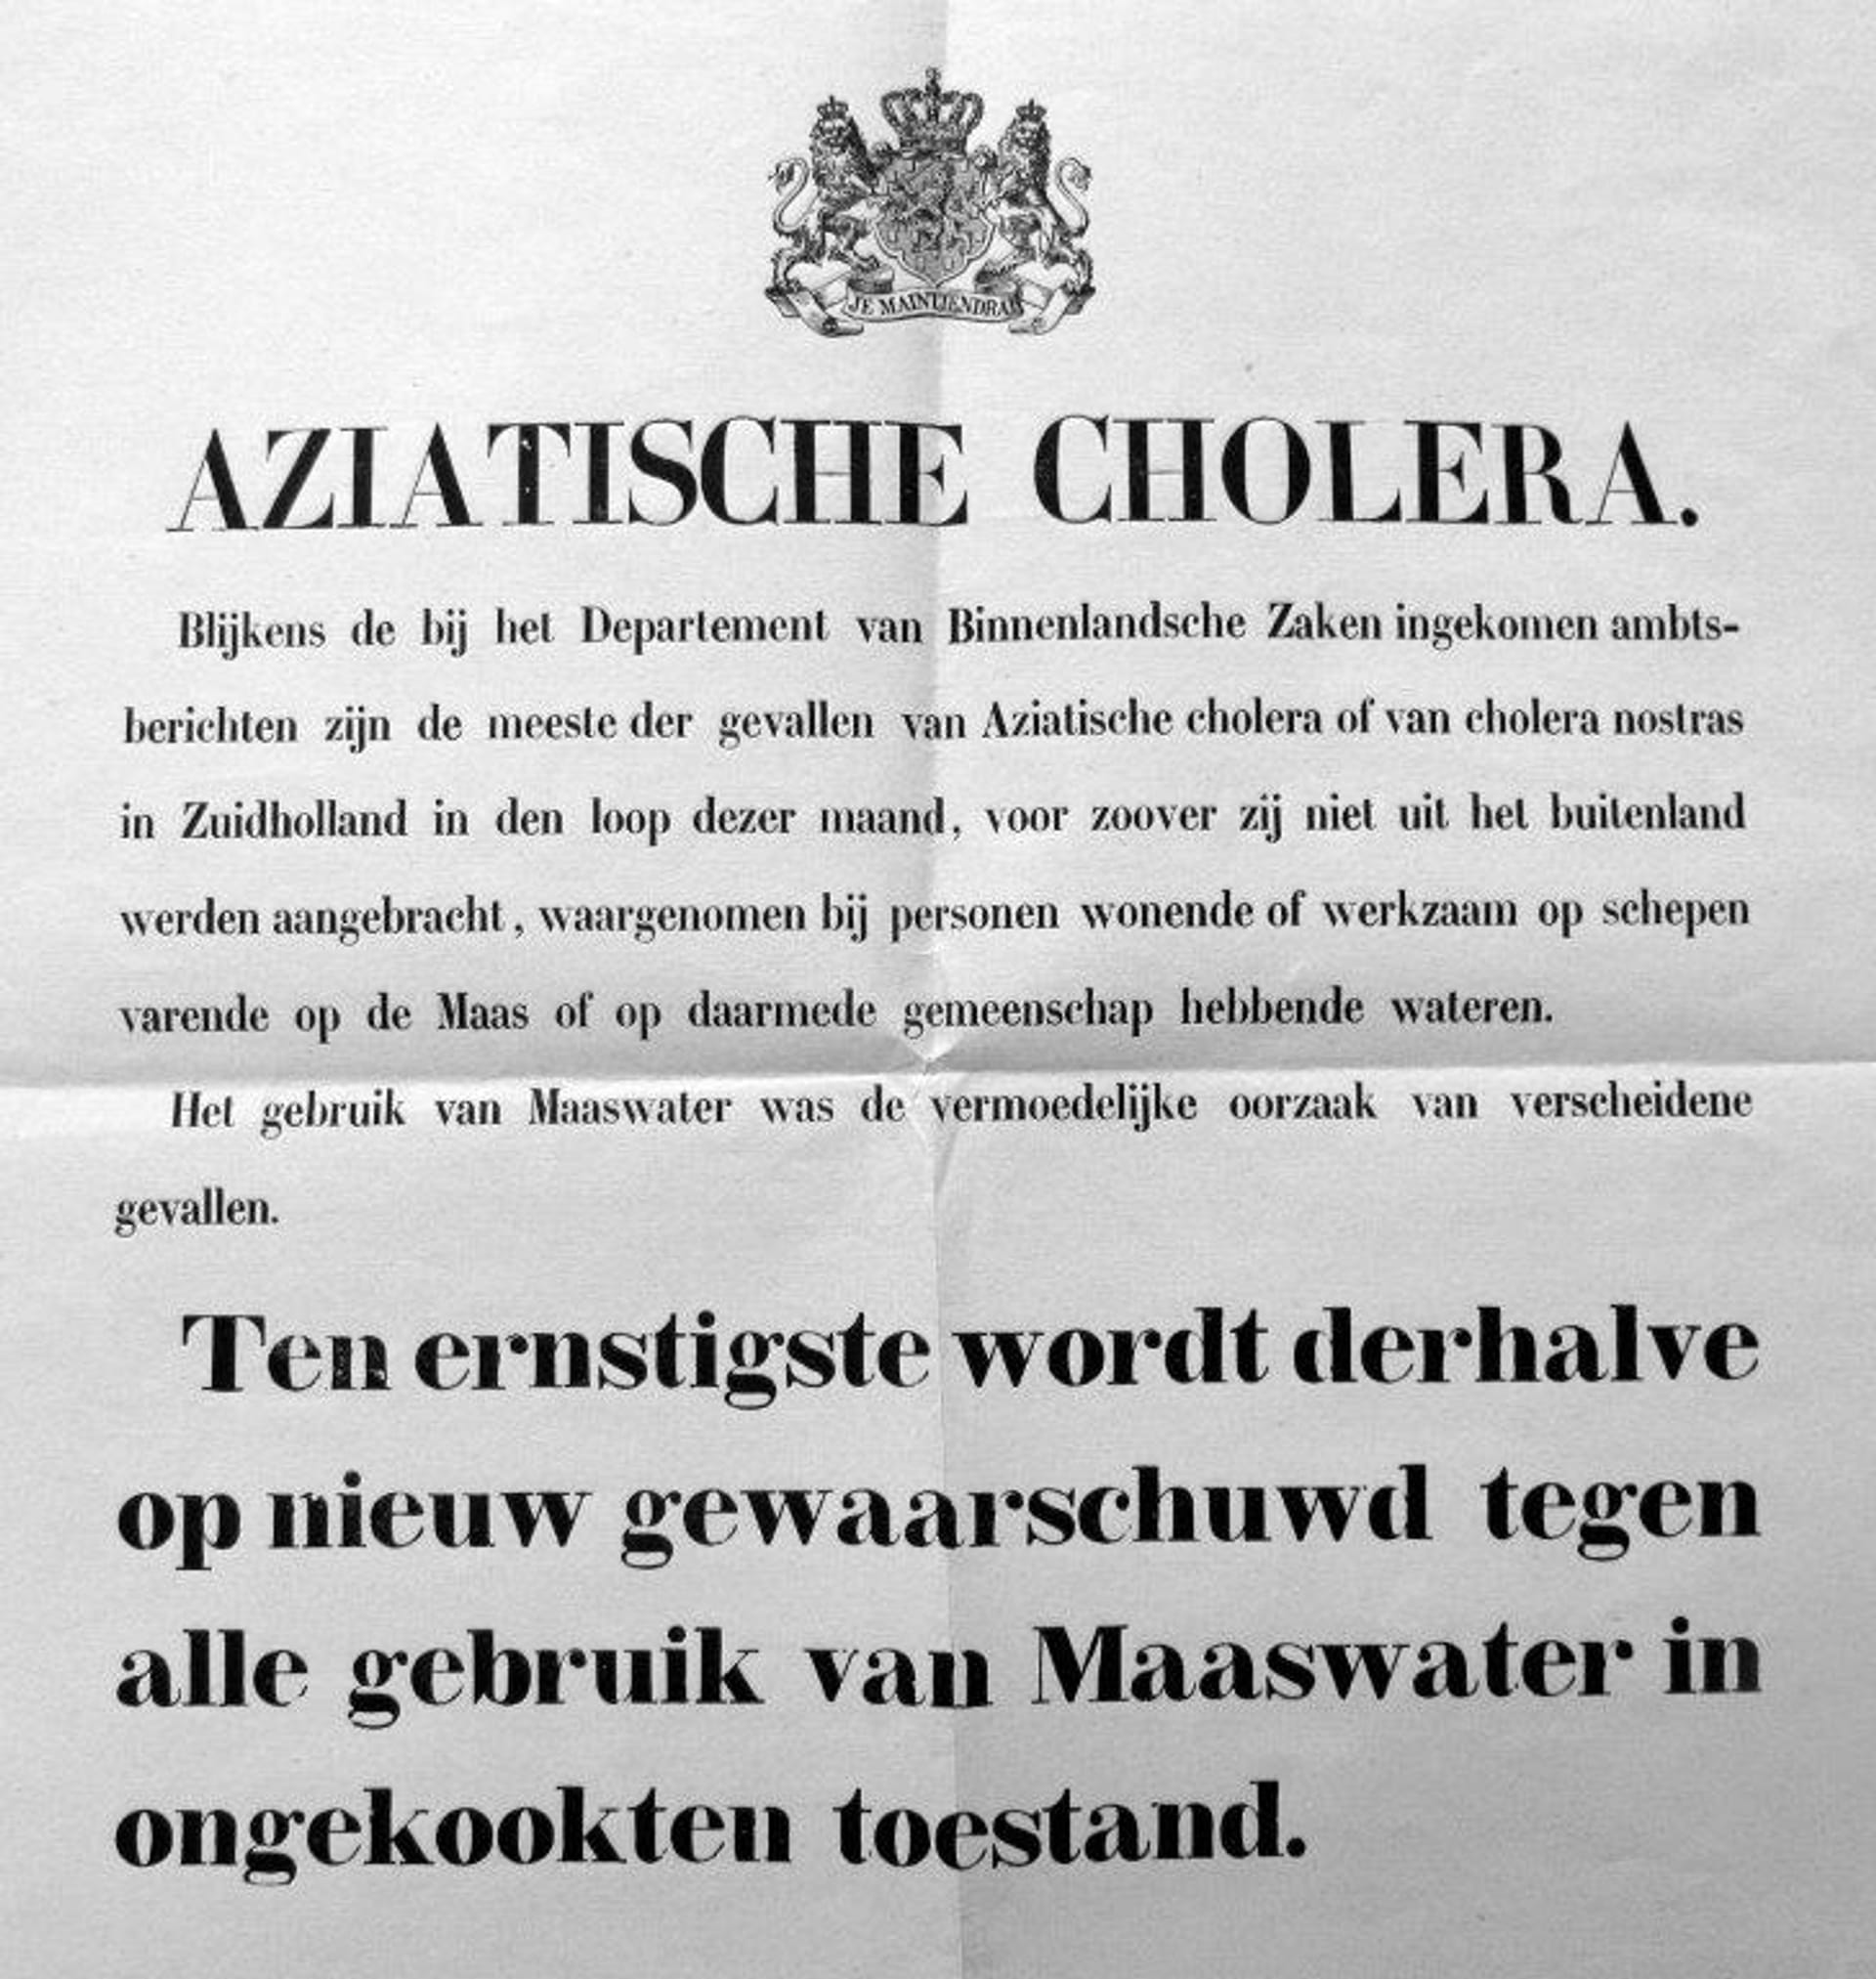 JE MAINTIENDRAI
AZIATISCHE CHOLERA.
Blijkens de bij het Departement van Binnenlandsche Zaken ingekomen ambts-
berichten zijn de meeste der gevallen van Aziatische cholera of van cholera nostras
in Zuidholland in den loop dezer maand, voor zoover zij niet uit het buitenland
werden aangebracht, waargenomen bij personen wonende of werkzaam op schepen
varende op de Maas of op daarmede gemeenschap hebbende wateren.
Het gebruik van Maaswater was de vermoedelijke oorzaak van verscheidene
gevallen.
Ten ernstigste wordt derhalve
op nieuw gewaarschuwd tegen
alle gebruik van Maaswater in
ongekookten toestand.